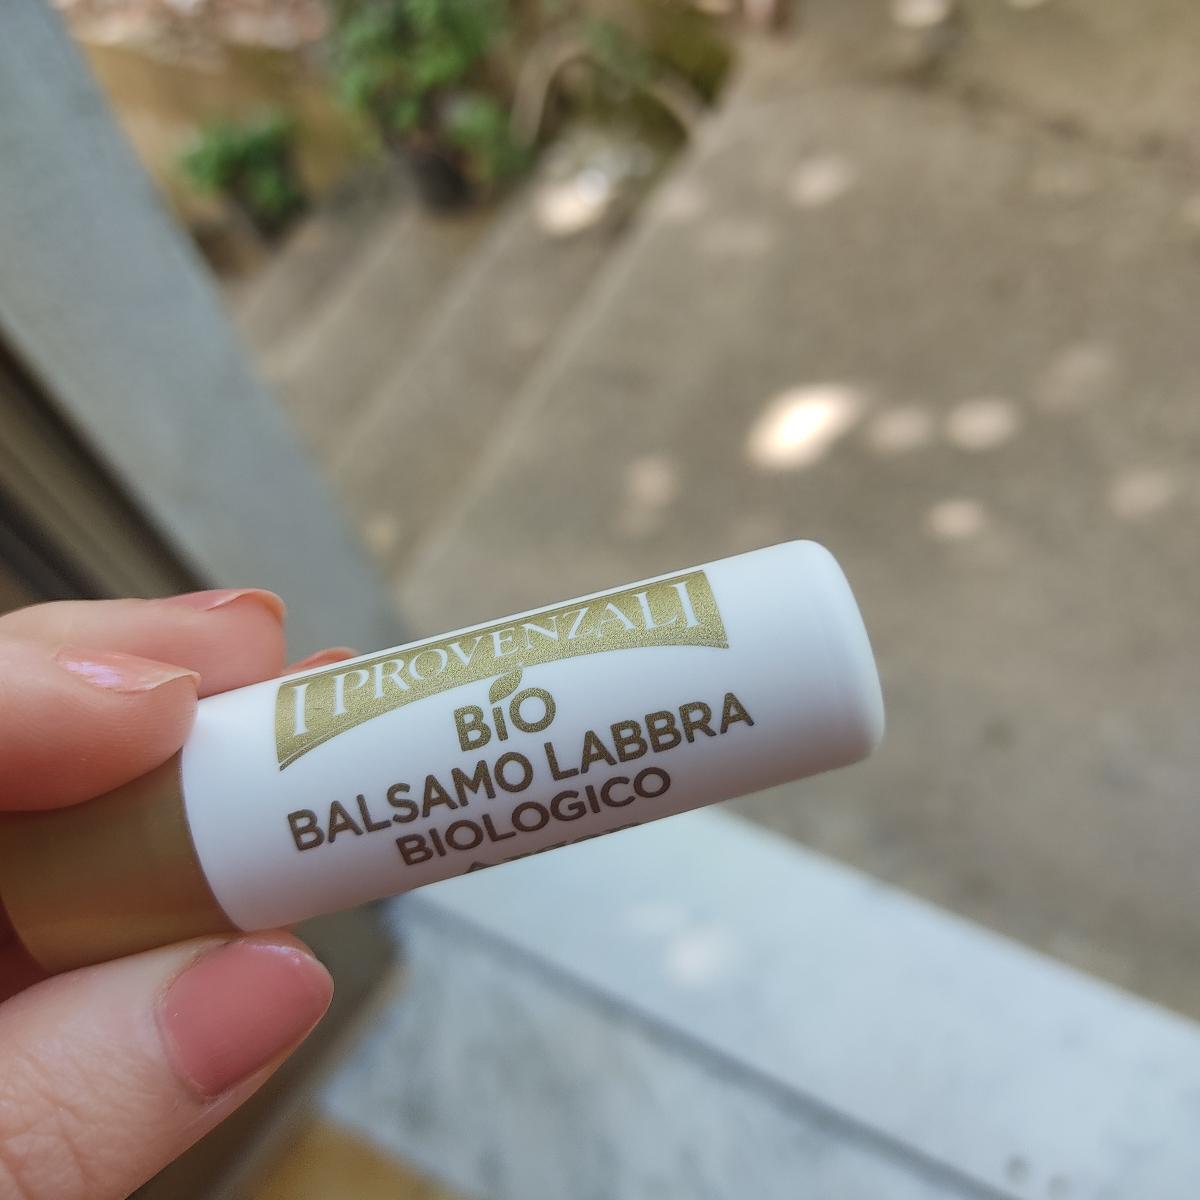 I PROVENZALI
BiO
BALSAMO LABBRA
BIOLOGICO